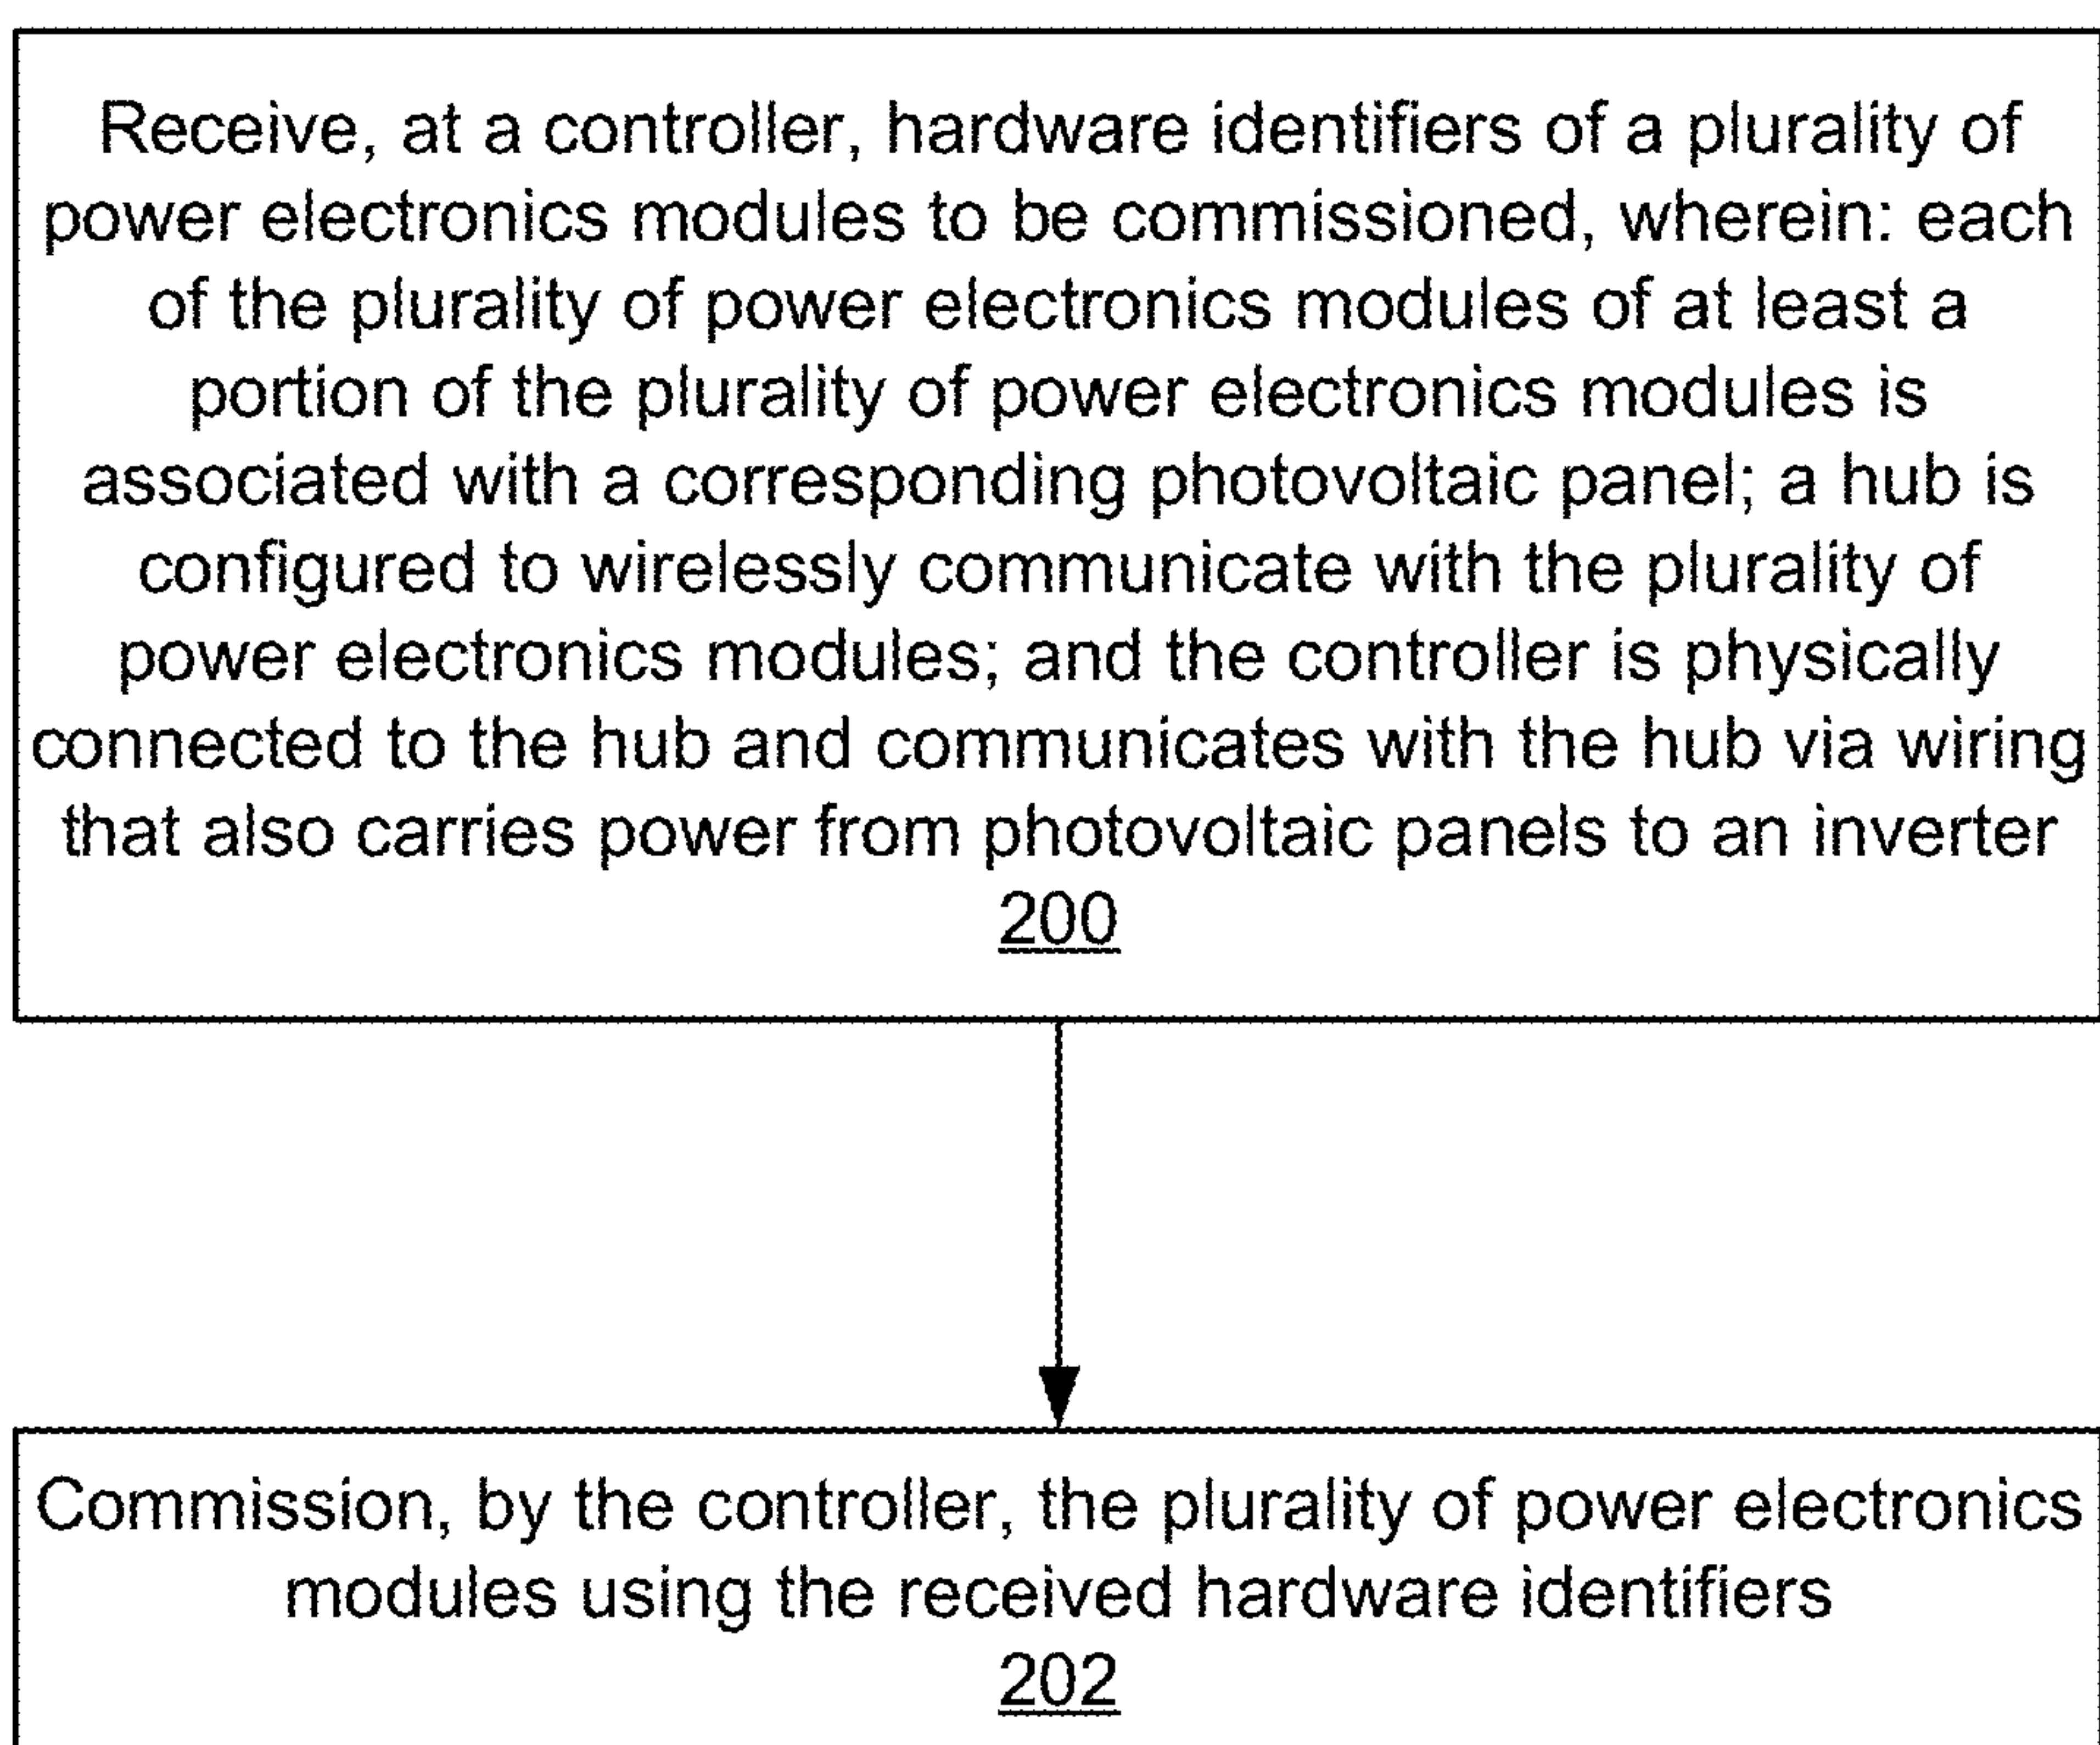 Receive, at a controller, hardware identifiers of a plurality of
power electronics modules to be commissioned, wherein: each
of the plurality of power electronics modules of at least a
portion of the plurality of power electronics modules is
associated with a corresponding photovoltaic panel; a hub is
configured to wirelessly communicate with the plurality of
power electronics modules; and the controller is physically
connected to the hub and communicates with the hub via wiring
that also carries power from photovoltaic panels to an inverter
200
Commission, by the controller, the plurality of power electronics
modules using the received hardware identifiers
202